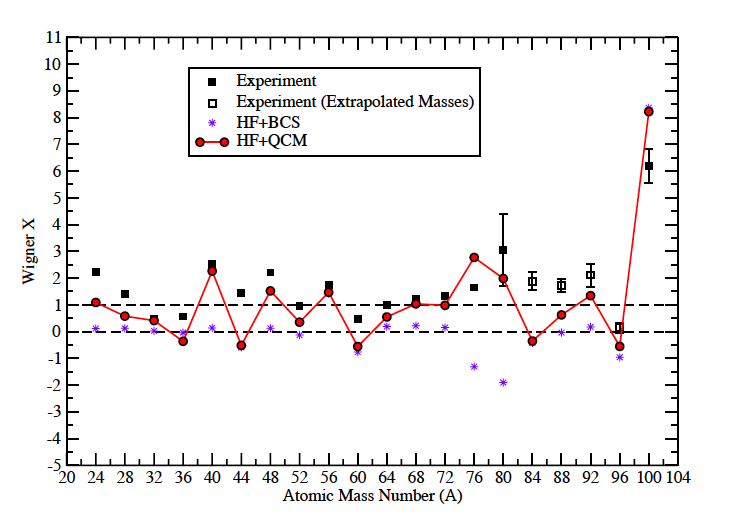 11
10
9
8
7
6
5
4
3
2
1
0
-1
-2
-3
-4
-5
Wigner X
Experiment
Experiment (Extrapolated Masses)
HF+BCS
HF+QCM
20 24 28 32 36 40 44 48 52 56 60 64 68 72 76 80 84 88 92 96 100 104
Atomic Mass Number (A)